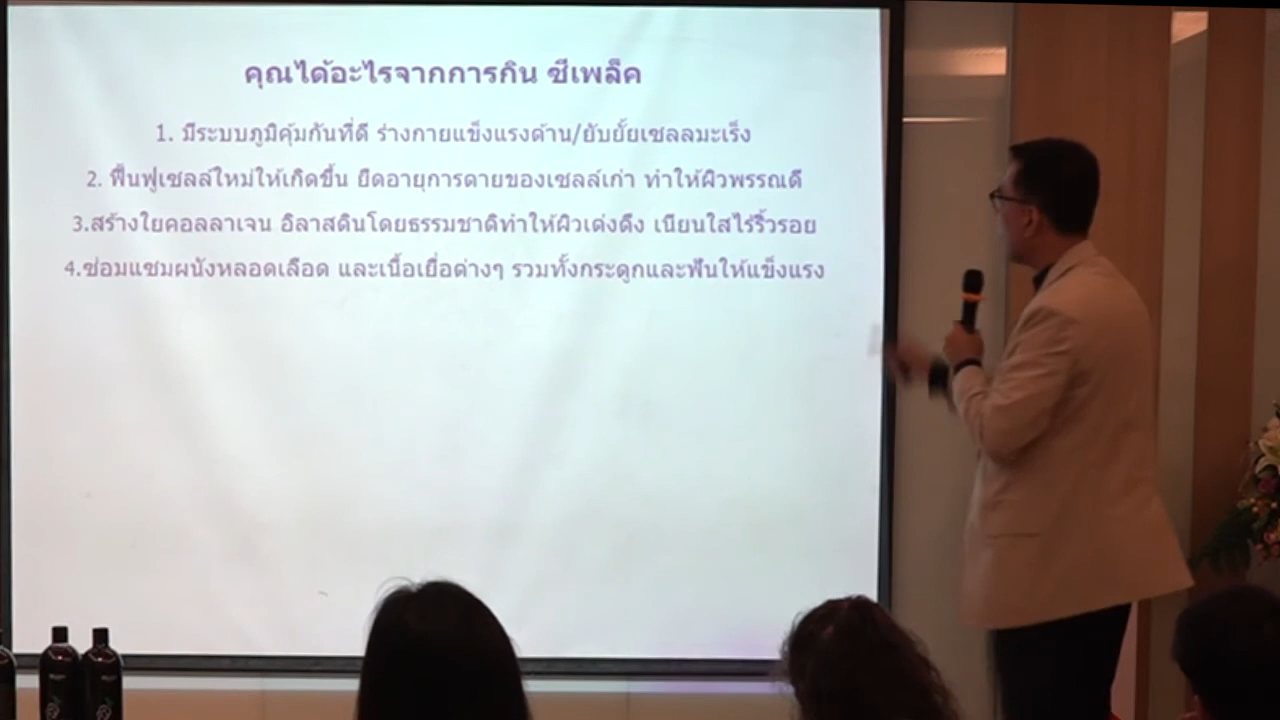 คุณได้อะไรจากการกิน ซีเพล็ค
1. มีระบบภูมิคุ้มกันที่ดี ร่างกายแข็งแรงต้าน/ยับยั้ยเซลลมะเร็ง
2. ฟื้นฟูเซลล์ใหม่ให้เกิดขึ้น ยืดอายุการตายของเซลล์เก่า ทำให้ผิวพรรณดี
3.สร้างใยคอลลาเจน อิลาสตินโดยธรรมชาติทำให้ผิวเต่งตึง เนียนใสไร้ริ้วรอย
4.ซ่อมแซมผนังหลอดเลือด และเนื้อเยื่อต่างๆ รวมทั้งกระดูกและฟันให้แข็งแรง